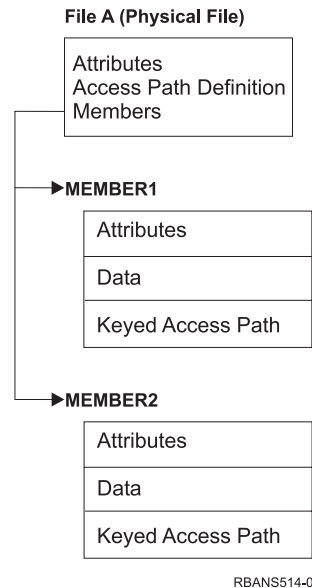 File A (Physical File)
Attributes
Access Path Definition
Members
MEMBER1
Attributes
Data
Keyed Access Path
MEMBER2
Attributes
Data
Keyed Access Path
RBANS514-0